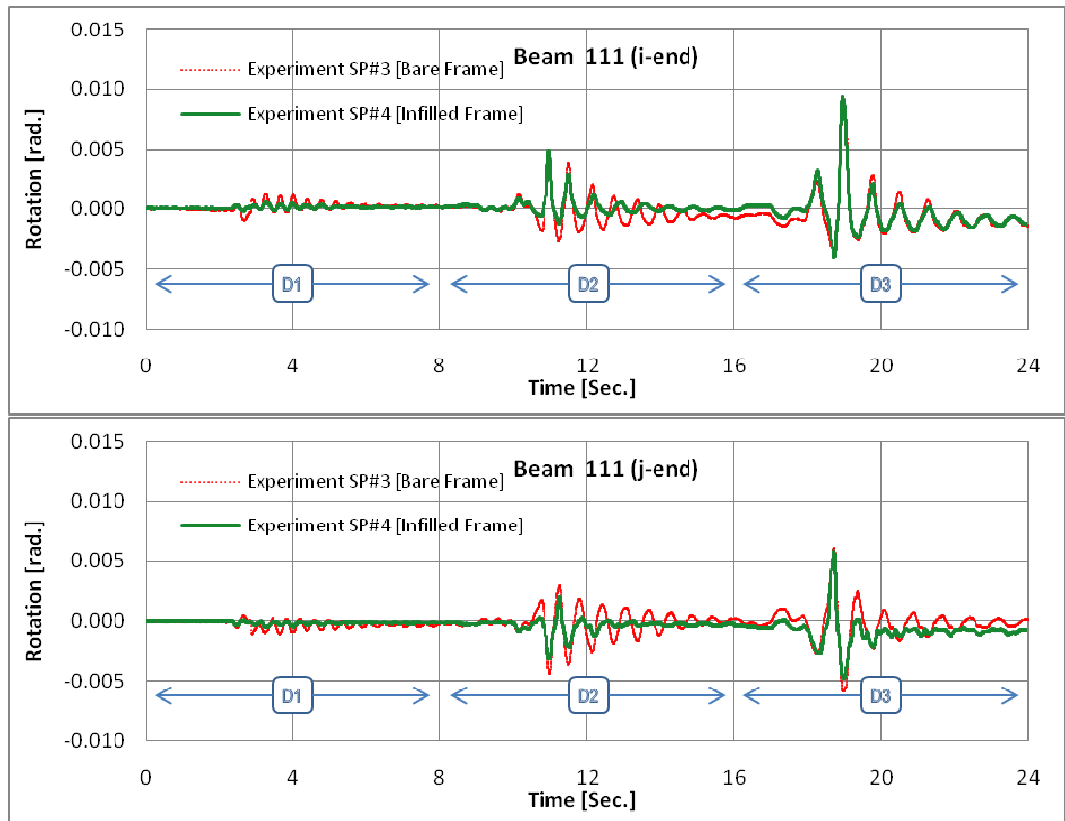 0.015
0.010
0.005
0.000
-0.005
-0.010
Rotation [rad.]
Beam 111 (i-end)
Experiment SP#3 [Bare Frame]
Experiment SP#4 [Infilled Frame]
D1 D2 D3
0 4 8 12 16 20 24
Time [Sec.]
0.015
0.010
0.005
0.000
-0.005
-0.010
Rotation [rad.]
Beam 111 (j-end)
Experiment SP#3 [Bare Frame]
Experiment SP#4 [Infilled Frame]
D1 D2 D3
0 4 8 12 16 20 24
Time [Sec.]